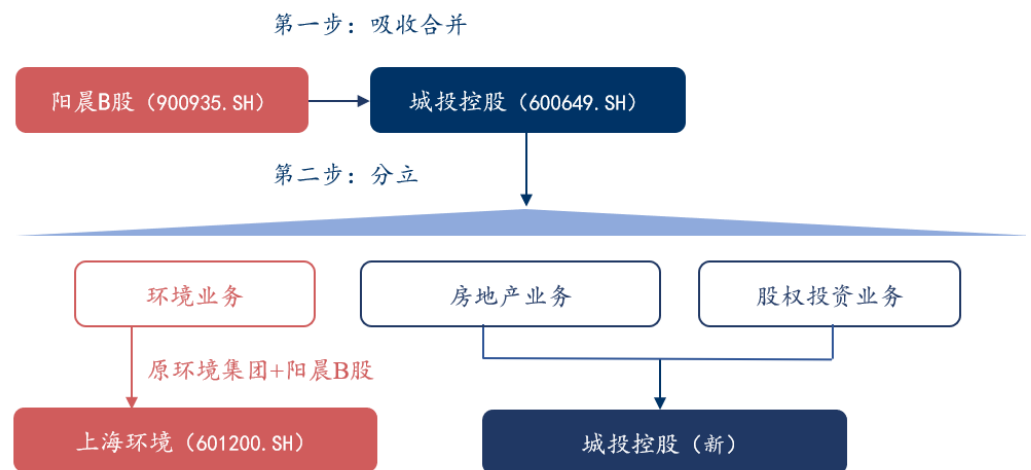 第一步：吸收合并
阳晨B股（900935.SH）
城投控股（600649.SH）
第二步：分立
环境业务
房地产业务
股权投资业务
原环境集团+阳晨B股
上海环境（601200.SH）
城投控股（新）